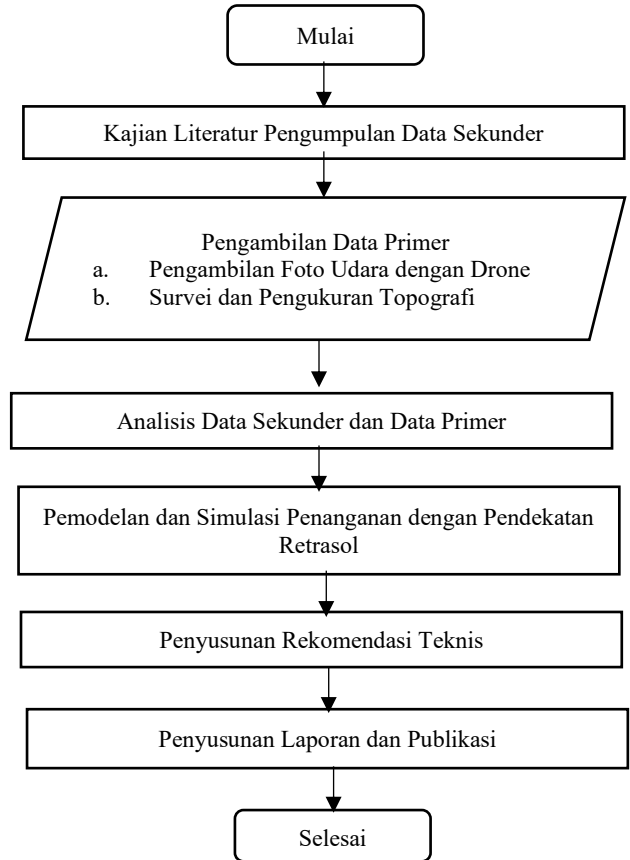 Mulai
Kajian Literatur Pengumpulan Data Sekunder
Pengambilan Data Primer
a. Pengambilan Foto Udara dengan Drone
b. Survei dan Pengukuran Topografi
Analisis Data Sekunder dan Data Primer
Pemodelan dan Simulasi Penanganan dengan Pendekatan
Retrasol
Penyusunan Rekomendasi Teknis
Penyusunan Laporan dan Publikasi
Selesai